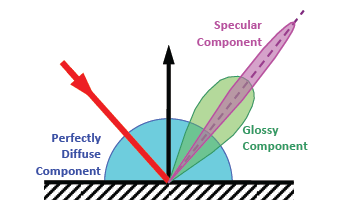 Specular
Component
Glossy
Component
Perfectly
Diffuse
Component